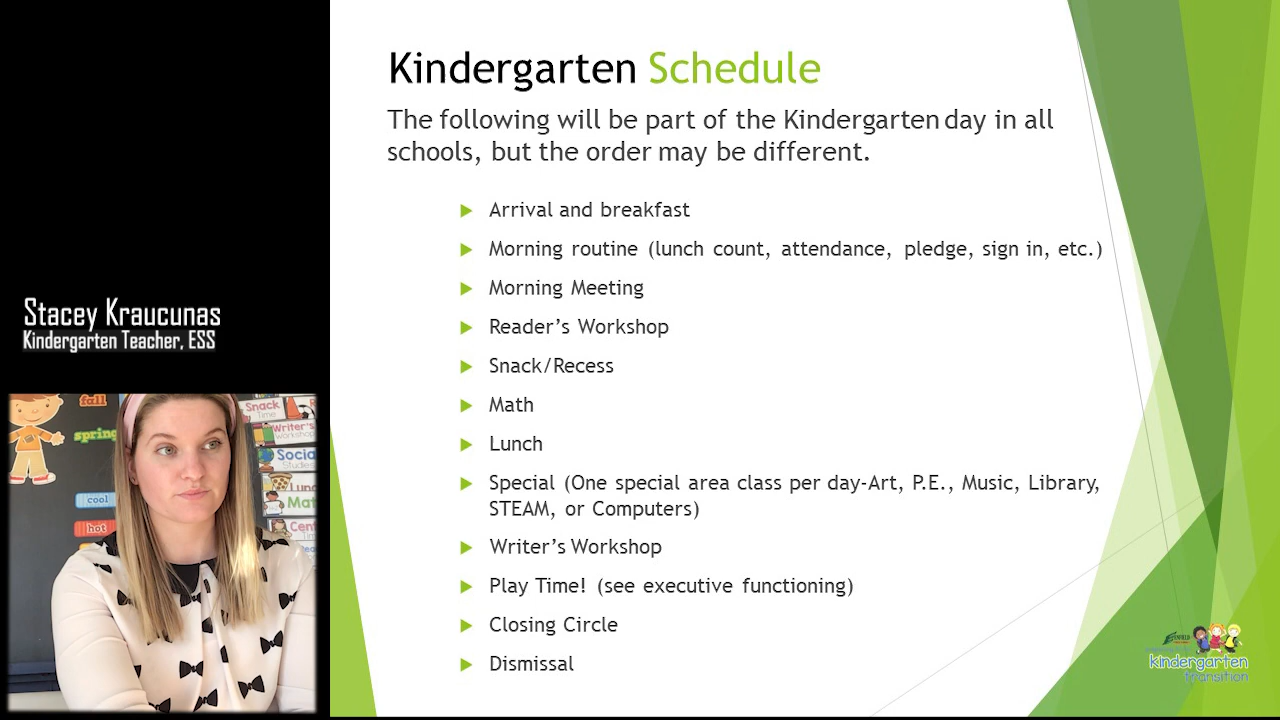 Kindergarten Schedule
The following will be part of the Kindergarten day in all
schools, but the order may be different.
Arrival and breakfast
Morning routine (lunch count, attendance, pledge, sign in, etc.)
Morning Meeting
Reader's Workshop
Snack/Recess
Math
Lunch
Special (One special area class per day-Art, P.E., Music, Library,
STEAM, or Computers)
Writer's Workshop
Play Time! (see executive functioning)
Closing Circle
Dismissal
Stacey Kraucunas
Kindergarten Teacher, ESS
fall
spring
cool
hot
Snack
Time
Writer's
Workshop
Social
Studies
kindergarten
transition